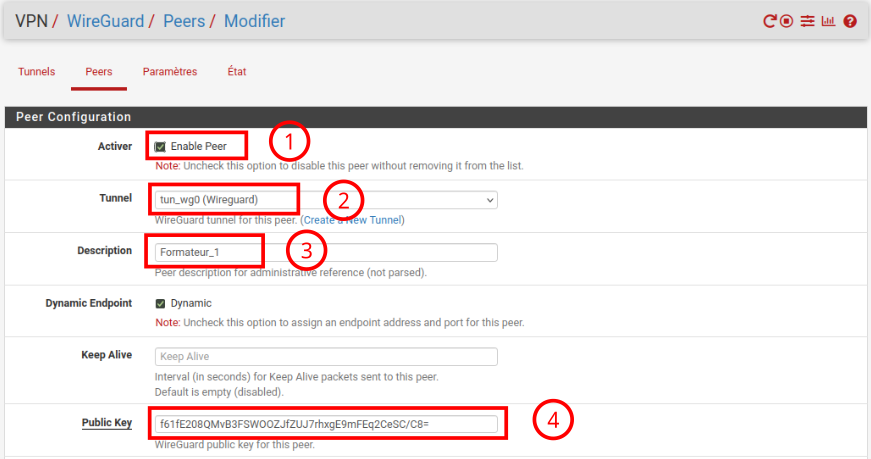 VPN / WireGuard / Peers / Modifier
Tunnels Peers Paramètres État
Peer Configuration
Activer Enable Peer 1
Note: Uncheck this option to disable this peer without removing it from the list.
Tunnel tun_wg0 (Wireguard) 2
WireGuard tunnel for this peer. (Create a New Tunnel)
Description Formateur_1 3
Peer description for administrative reference (not parsed).
Dynamic Endpoint Dynamic
Note: Uncheck this option to assign an endpoint address and port for this peer.
Keep Alive Keep Alive
Interval (in seconds) for Keep Alive packets sent to this peer.
Default is empty (disabled).
Public Key f61fE208QMvB3FSWOOZJfZUJ7rhxgE9mFEq2CeSC/C8= 4
WireGuard public key for this peer.